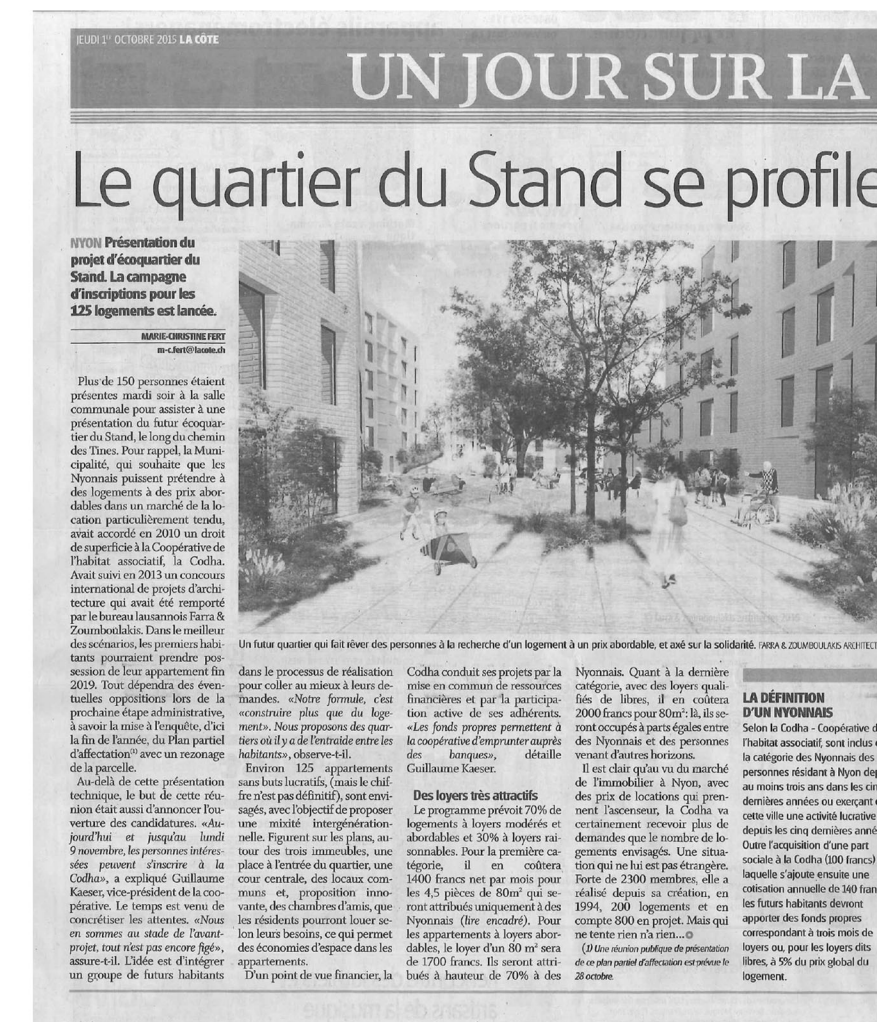 JEUDI 1ER OCTOBRE 2015 LA CÔTE
UN JOUR SUR LA
Le quartier du Stand se profile
NYON Présentation du
projet d'écoquartier du
Stand. La campagne
d'inscriptions pour les
125 logements est lancée.
MARIE-CHRISTINE FERT
m-c.fert@lacote.ch
Plus de 150 personnes étaient
présentes mardi soir à la salle
communale pour assister à une
présentation du futur écoquar-
tier du Stand, le long du chemin
des Tines. Pour rappel, la Muni-
cipalité, qui souhaite que les
Nyonnais puissent prétendre à
des logements à des prix abor-
dables dans un marché de la lo-
cation particulièrement tendu,
avait accordé en 2010 un droit
de superficie à la Coopérative de
l'habitat associatif, la Codha.
Avait suivi en 2013 un concours
international de projets d'archi-
tecture qui avait été remporté
par le bureau lausannois Farra &
Zoumboulakis. Dans le meilleur
des scénarios, les premiers habi-
tants pourraient prendre pos-
session de leur appartement fin
2019. Tout dépendra des éven-
tuelles oppositions lors de la
prochaine étape administrative,
à savoir la mise à l'enquête, d'ici
la fin de l'année, du Plan partiel
d'affectation(1) avec un rezonage
de la parcelle.
Au-delà de cette présentation
technique, le but de cette réu-
nion était aussi d'annoncer l'ou-
verture des candidatures. «Au-
jourd'hui et jusqu'au lundi
9 novembre, les personnes intéres-
sées peuvent s'inscrire à la
Codha», a expliqué Guillaume
Kaeser, vice-président de la coo-
pérative. Le temps est venu de
concrétiser les attentes. «Nous
en sommes au stade de l'avant-
projet, tout n'est pas encore figé»,
assure-t-il. L'idée est d'intégrer
un groupe de futurs habitants
Un futur quartier qui fait rêver des personnes à la recherche d'un logement à un prix abordable, et axé sur la solidarité. FARRA & ZOUMBOULAKIS ARCHITECT
dans le processus de réalisation
pour coller au mieux à leurs de-
mandes. «Notre formule, c'est
«construire plus que du loge-
ment». Nous proposons des quar-
tiers où il y a de l'entraide entre les
habitants», observe-t-il.
Environ 125 appartements
sans buts lucratifs, (mais le chif-
fre n'est pas définitif), sont envi-
sagés, avec l'objectif de proposer
une mixité intergénération-
nelle. Figurent sur les plans, au-
tour des trois immeubles, une
place à l'entrée du quartier, une
cour centrale, des locaux com-
muns et, proposition inno-
vante, des chambres d'amis, que
les résidents pourront louer se-
lon leurs besoins, ce qui permet
des économies d'espace dans les
appartements.
D'un point de vue financier, la
Codha conduit ses projets par la
mise en commun de ressources
financières et par la participa-
tion active de ses adhérents.
«Les fonds propres permettent à
la coopérative d'emprunter auprès
des banques», détaille
Guillaume Kaeser.
Des loyers très attractifs
Le programme prévoit 70% de
logements à loyers modérés et
abordables et 30% à loyers rai-
sonnables. Pour la première ca-
tégorie, il en coûtera
1400 francs net par mois pour
les 4,5 pièces de 80m² qui se-
ront attribués uniquement à des
Nyonnais (lire encadré). Pour
les appartements à loyers abor-
dables, le loyer d'un 80 m² sera
de 1700 francs. Ils seront attri-
bués à hauteur de 70% à des
Nyonnais. Quant à la dernière
catégorie, avec des loyers quali-
fiés de libres, il en coûtera
2000 francs pour 80m²: là, ils se-
ront occupés à parts égales entre
des Nyonnais et des personnes
venant d'autres horizons.
Il est clair qu'au vu du marché
de l'immobilier à Nyon, avec
des prix de locations qui pren-
nent l'ascenseur, la Codha va
certainement recevoir plus de
demandes que le nombre de lo-
gements envisagés. Une situa-
tion qui ne lui est pas étrangère.
Forte de 2300 membres, elle a
réalisé depuis sa création, en
1994, 200 logements et en
compte 800 en projet. Mais qui
ne tente rien n'a rien...
(1) Une réunion publique de présentation
de ce plan partiel d'affectation est prévue le
28 octobre.
LA DÉFINITION
D'UN NYONNAIS
Selon la Codha - Coopérative d
l'habitat associatif, sont inclus
la catégorie des Nyonnais des
personnes résidant à Nyon dep
au moins trois ans dans les cin
dernières années ou exerçant
cette ville une activité lucrative
depuis les cinq dernières anné
Outre l'acquisition d'une part
sociale à la Codha (100 francs)
laquelle s'ajoute ensuite une
cotisation annuelle de 140 fran
les futurs habitants devront
apporter des fonds propres
correspondant à trois mois de
loyers ou, pour les loyers dits
libres, à 5% du prix global du
logement.